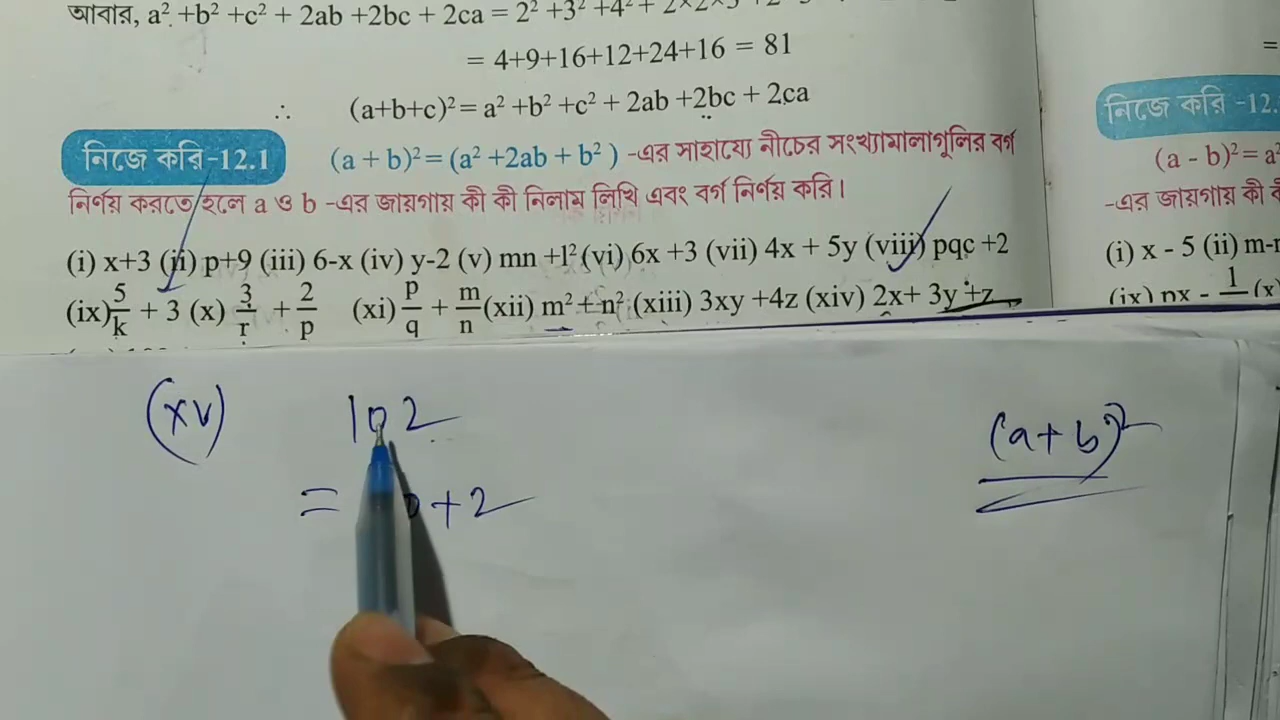 আবার, a² +b² +c² + 2ab +2bc + 2ca = 2² +3² +4² + 2×2×3
= 4+9+16+12+24+16 = 81
∴ (a+b+c)² = a² +b² +c² + 2ab +2bc + 2ca
নিজে করি-12.1 (a + b)² = (a² +2ab + b² ) -এর সাহায্যে নীচের সংখ্যামালাগুলির বর্গ
নির্ণয় করতে হলে a ও b -এর জায়গায় কী কী নিলাম লিখি এবং বর্গ নির্ণয় করি।
(i) x+3 (ii) p+9 (iii) 6-x (iv) y-2 (v) mn +l² (vi) 6x +3 (vii) 4x + 5y (viii) pqc +2
(ix) 5/k + 3 (x) 3/r + 2/p (xi) p/q + m/n (xii) m² + n² (xiii) 3xy +4z (xiv) 2x+ 3y +z
=
নিজে করি -12.
(a - b)² = a²
-এর জায়গায় কী
(i) x - 5 (ii) m-n
(ix) px - 1 (x)
(xv) 102
= +2
(a+b)²